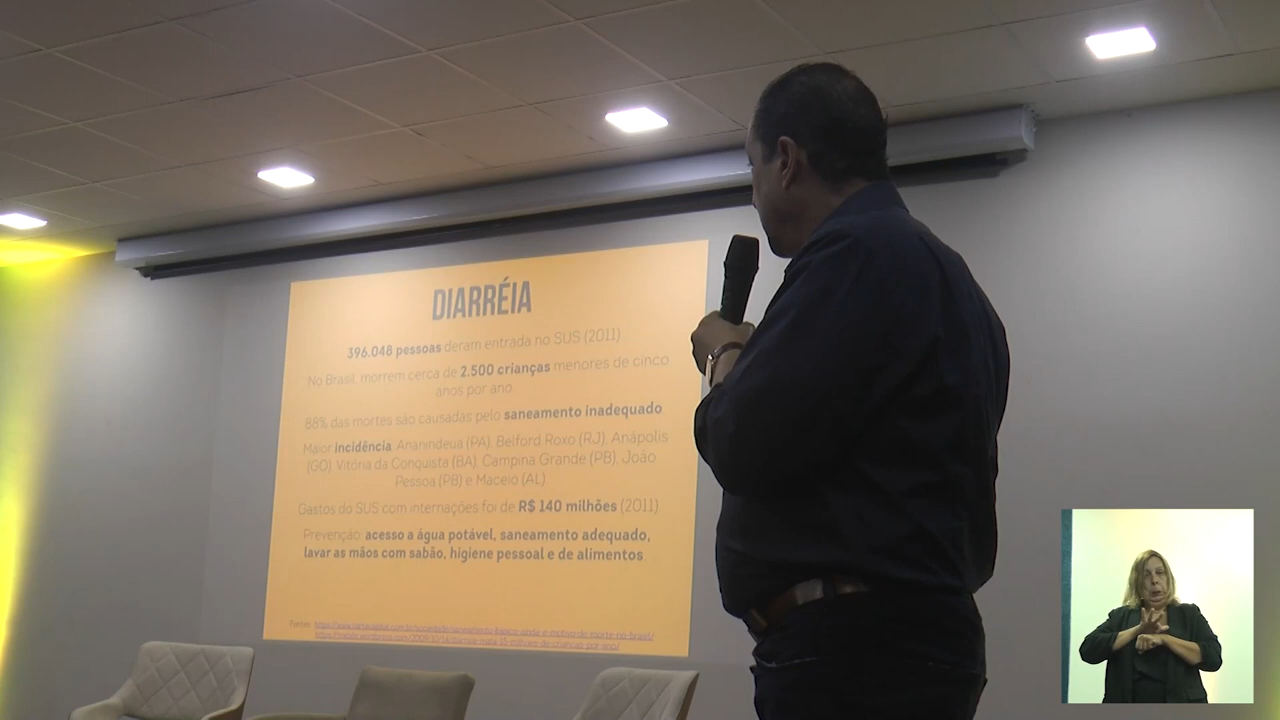 DIARRÉIA
396.048 pessoas deram entrada no SUS (2011)
No Brasil, morrem cerca de 2.500 crianças menores de cinco
anos por ano
88% das mortes são causadas pelo saneamento inadequado
Maior incidência: Ananindeua (PA), Belford Roxo (RJ), Anápolis
(GO), Vitória da Conquista (BA), Campina Grande (PB), João
Pessoa (PB) e Maceió (AL)
Gastos do SUS com internações foi de R$ 140 milhões (2011)
Prevenção: acesso a água potável, saneamento adequado,
lavar as mãos com sabão, higiene pessoal e de alimentos
Fontes: